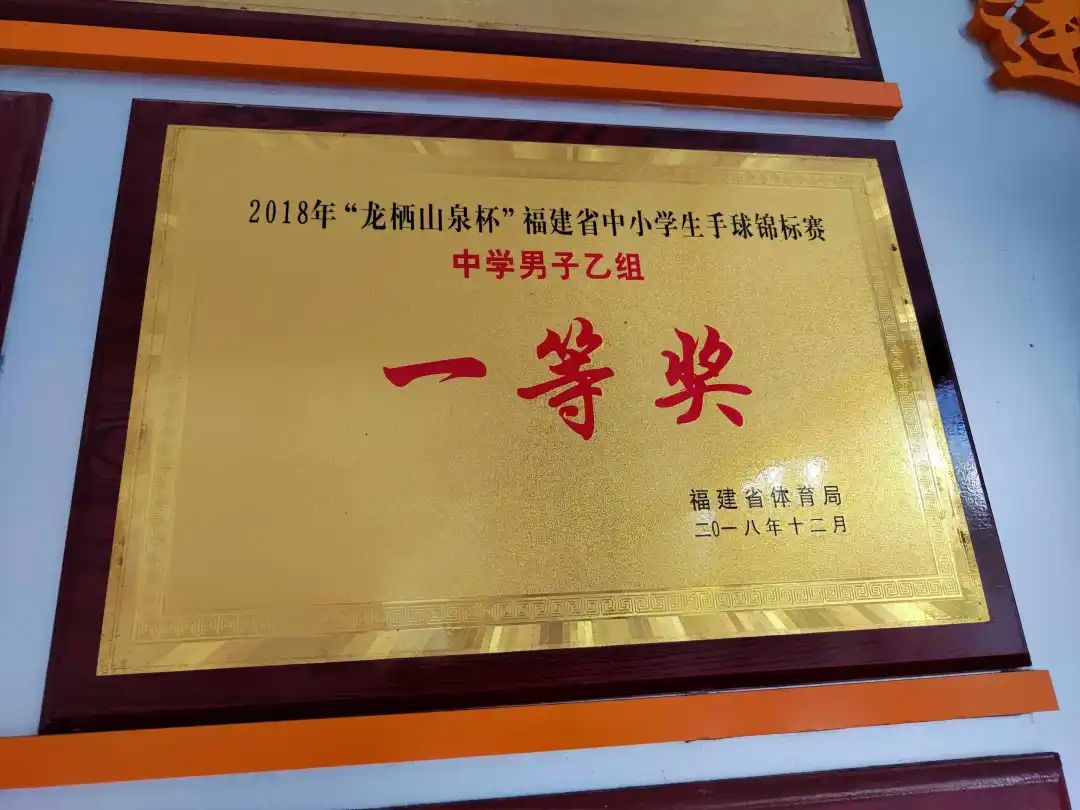 2018年“龙栖山泉杯”福建省中小学生手球锦标赛
中学男子乙组
一等奖
福建省体育局
二0一八年十二月